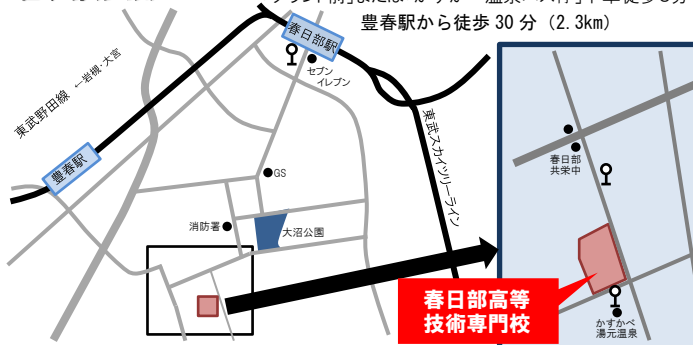 豊春駅から徒歩 30 分（2.3km）
春日部駅
セブン
イレブン
東武野田線 ←岩槻・大宮
豊春駅
東武スカイツリーライン
GS
消防署
大沼公園
春日部
共栄中
春日部高等
技術専門校
かすかべ
湯元温泉